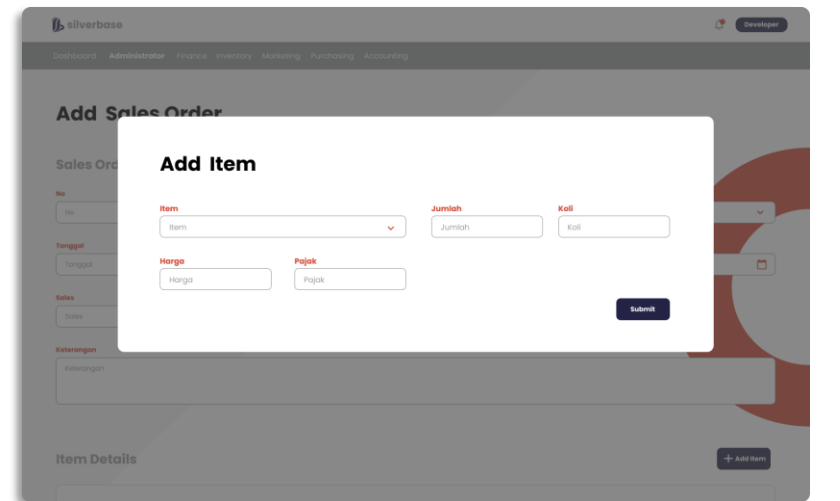 silverbase
Developer
Dashboard Administrator Finance Inventory Marketing Purchasing Accounting
Add Sales Order
Sales Ord
Add Item
No
No
Item
Item
Jumlah
Jumlah
Koli
Koli
Tanggal
Tanggal
Harga
Harga
Pajak
Pajak
Sales
Sales
Submit
Keterangan
Keterangan
Item Details
+ Add Item